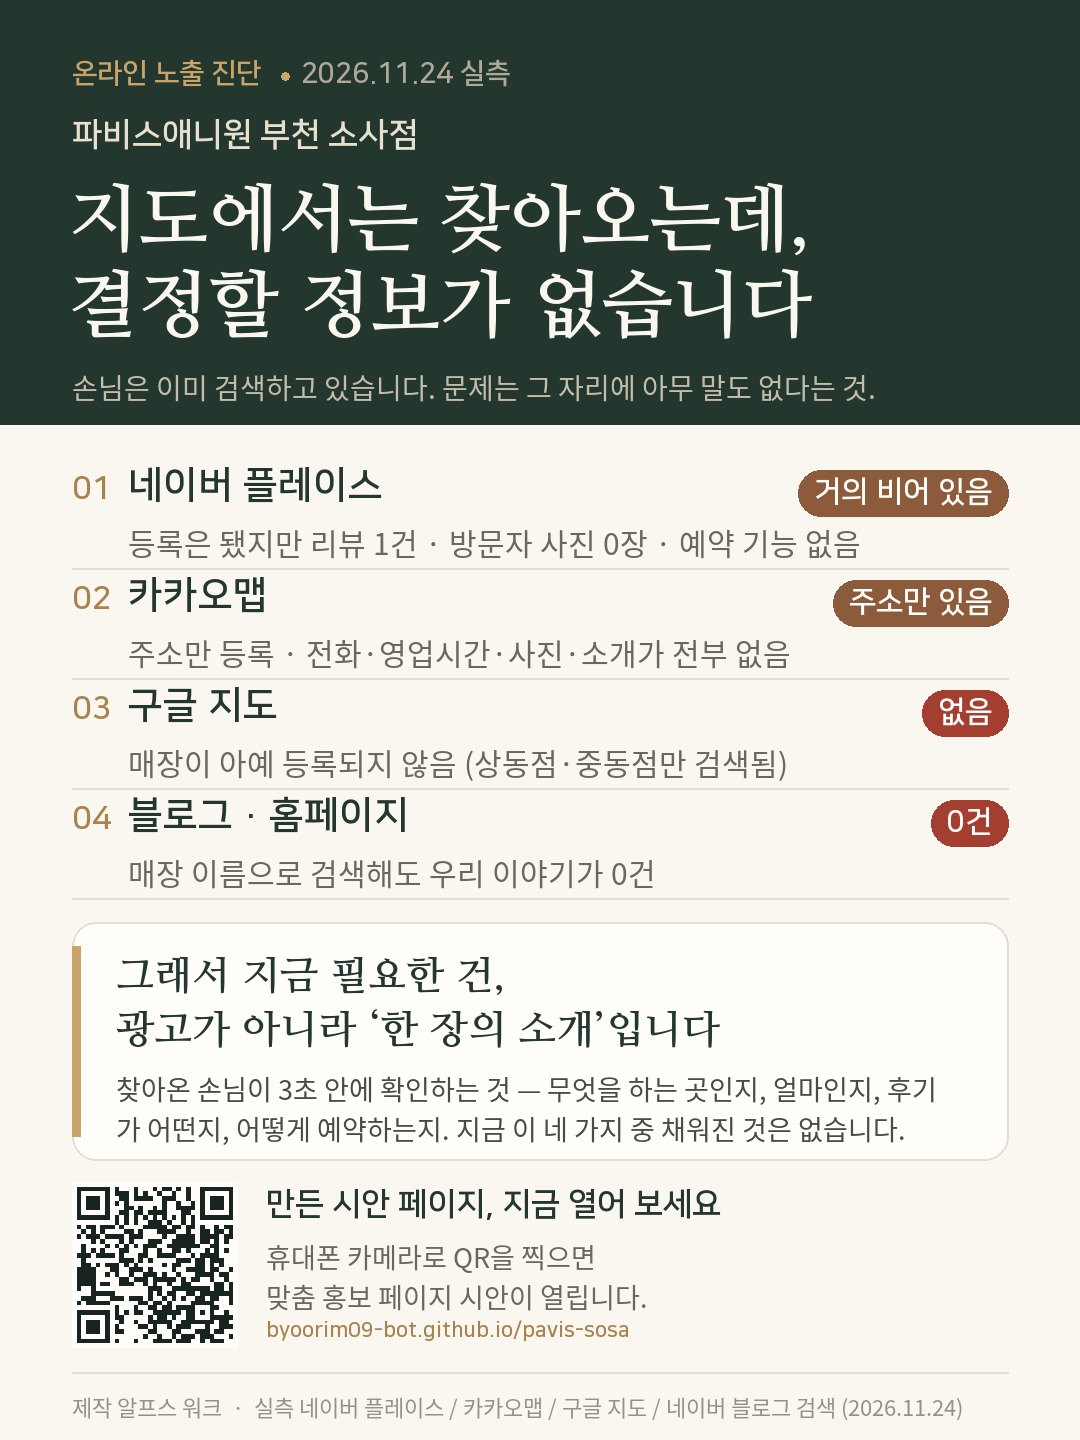 온라인 노출 진단 • 2026.11.24 실측
파비스애니원 부천 소사점
지도에서는 찾아오는데,
결정할 정보가 없습니다
손님은 이미 검색하고 있습니다. 문제는 그 자리에 아무 말도 없다는 것.
01 네이버 플레이스 거의 비어 있음
등록은 됐지만 리뷰 1건 · 방문자 사진 0장 · 예약 기능 없음
02 카카오맵 주소만 있음
주소만 등록 · 전화·영업시간·사진·소개가 전부 없음
03 구글 지도 없음
매장이 아예 등록되지 않음 (상동점·중동점만 검색됨)
04 블로그 · 홈페이지 0건
매장 이름으로 검색해도 우리 이야기가 0건
그래서 지금 필요한 건,
광고가 아니라 ‘한 장의 소개’입니다
찾아온 손님이 3초 안에 확인하는 것 — 무엇을 하는 곳인지, 얼마인지, 후기
가 어떤지, 어떻게 예약하는지. 지금 이 네 가지 중 채워진 것은 없습니다.
만든 시안 페이지, 지금 열어 보세요
휴대폰 카메라로 QR을 찍으면
맞춤 홍보 페이지 시안이 열립니다.
byoorim09-bot.github.io/pavis-sosa
제작 알프스 워크 · 실측 네이버 플레이스 / 카카오맵 / 구글 지도 / 네이버 블로그 검색 (2026.11.24)